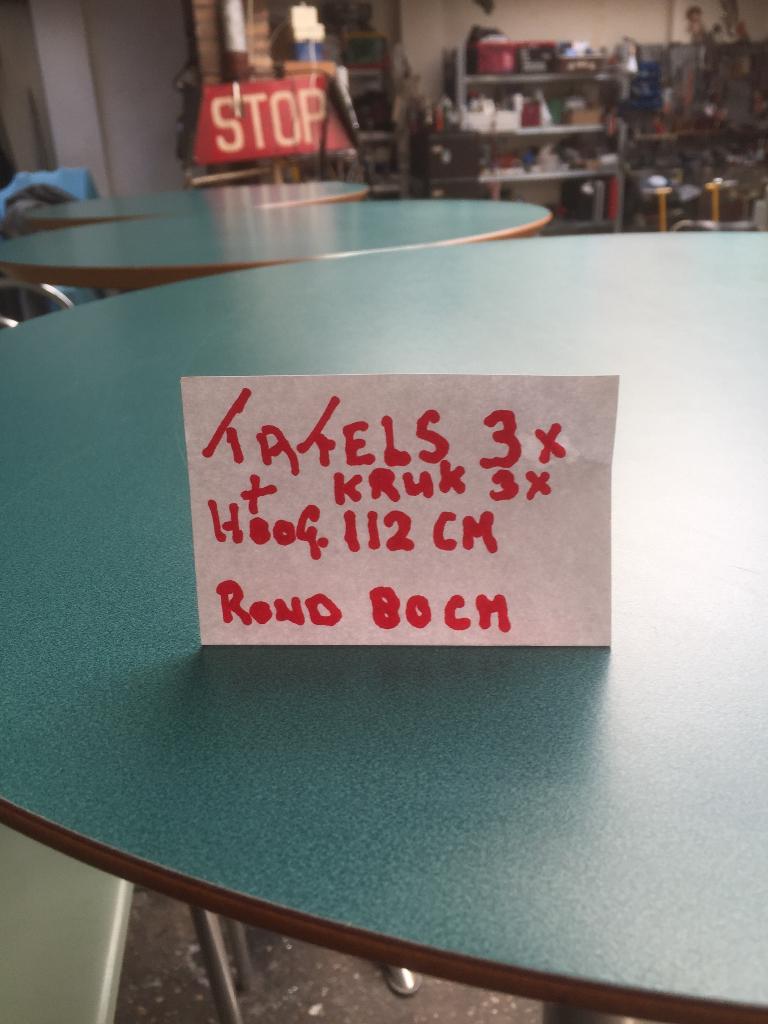 STOP
TAFELS 3x
+ KRUK 3x
HOOG. 112 CM
ROND 80 CM